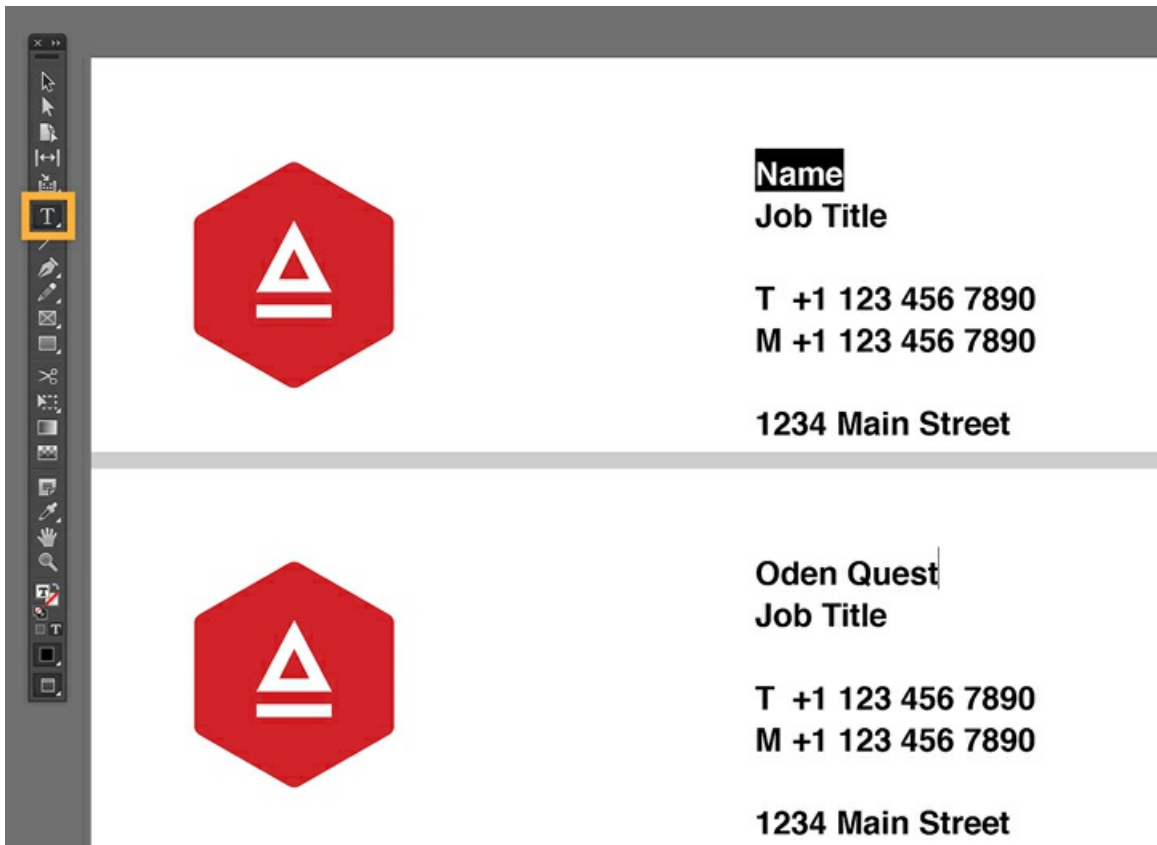 T
Name
Job Title
T +1 123 456 7890
M +1 123 456 7890
1234 Main Street
Oden Quest
Job Title
T +1 123 456 7890
M +1 123 456 7890
1234 Main Street